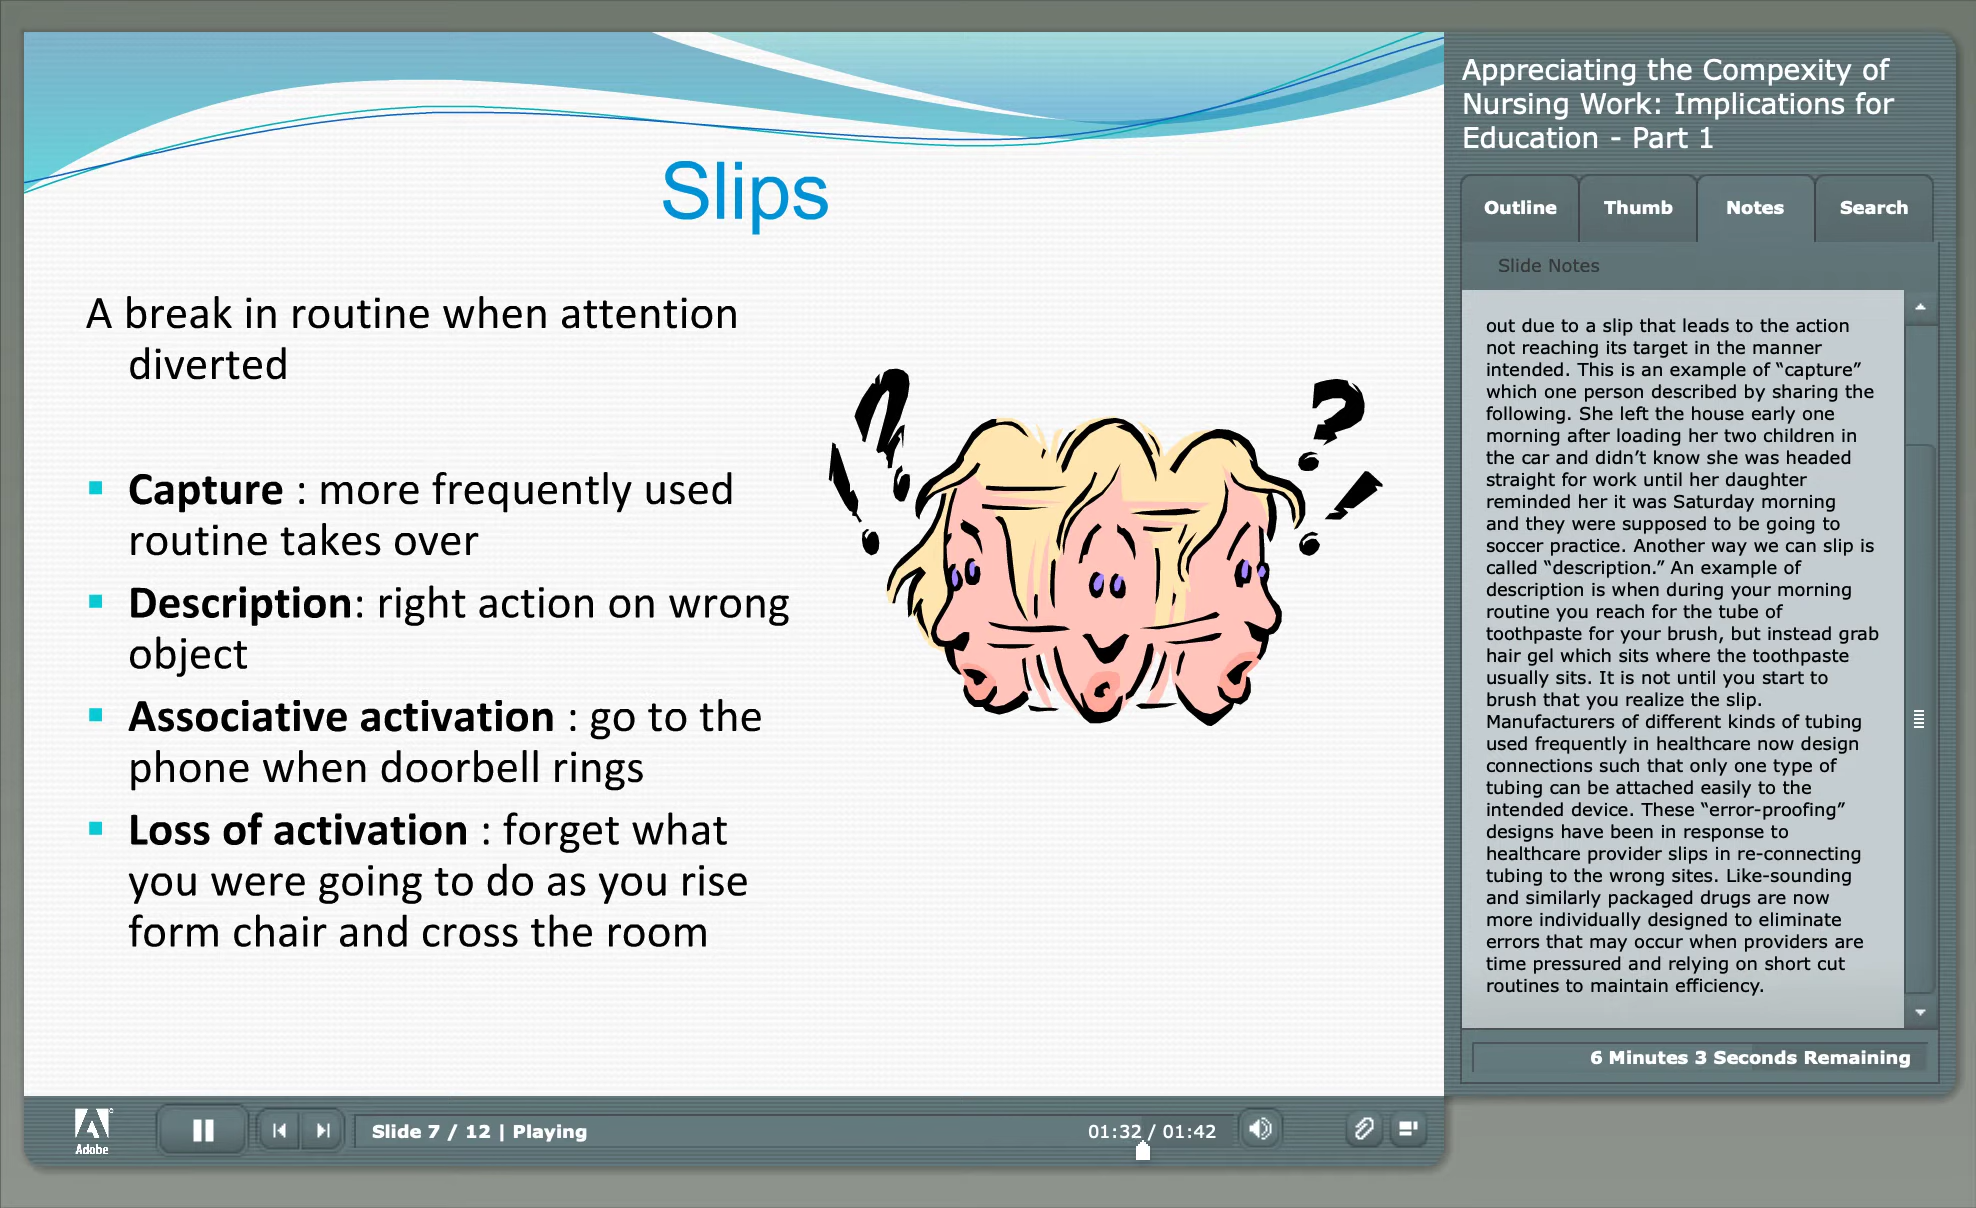 Slips
A break in routine when attention
diverted
Capture : more frequently used
routine takes over
Description: right action on wrong
object
Associative activation : go to the
phone when doorbell rings
Loss of activation : forget what
you were going to do as you rise
form chair and cross the room
Adobe
Slide 7 / 12 | Playing
01:32 / 01:42
Appreciating the Compexity of
Nursing Work: Implications for
Education - Part 1
Outline Thumb Notes Search
Slide Notes
out due to a slip that leads to the action
not reaching its target in the manner
intended. This is an example of “capture”
which one person described by sharing the
following. She left the house early one
morning after loading her two children in
the car and didn’t know she was headed
straight for work until her daughter
reminded her it was Saturday morning
and they were supposed to be going to
soccer practice. Another way we can slip is
called “description.” An example of
description is when during your morning
routine you reach for the tube of
toothpaste for your brush, but instead grab
hair gel which sits where the toothpaste
usually sits. It is not until you start to
brush that you realize the slip.
Manufacturers of different kinds of tubing
used frequently in healthcare now design
connections such that only one type of
tubing can be attached easily to the
intended device. These “error-proofing”
designs have been in response to
healthcare provider slips in re-connecting
tubing to the wrong sites. Like-sounding
and similarly packaged drugs are now
more individually designed to eliminate
errors that may occur when providers are
time pressured and relying on short cut
routines to maintain efficiency.
6 Minutes 3 Seconds Remaining